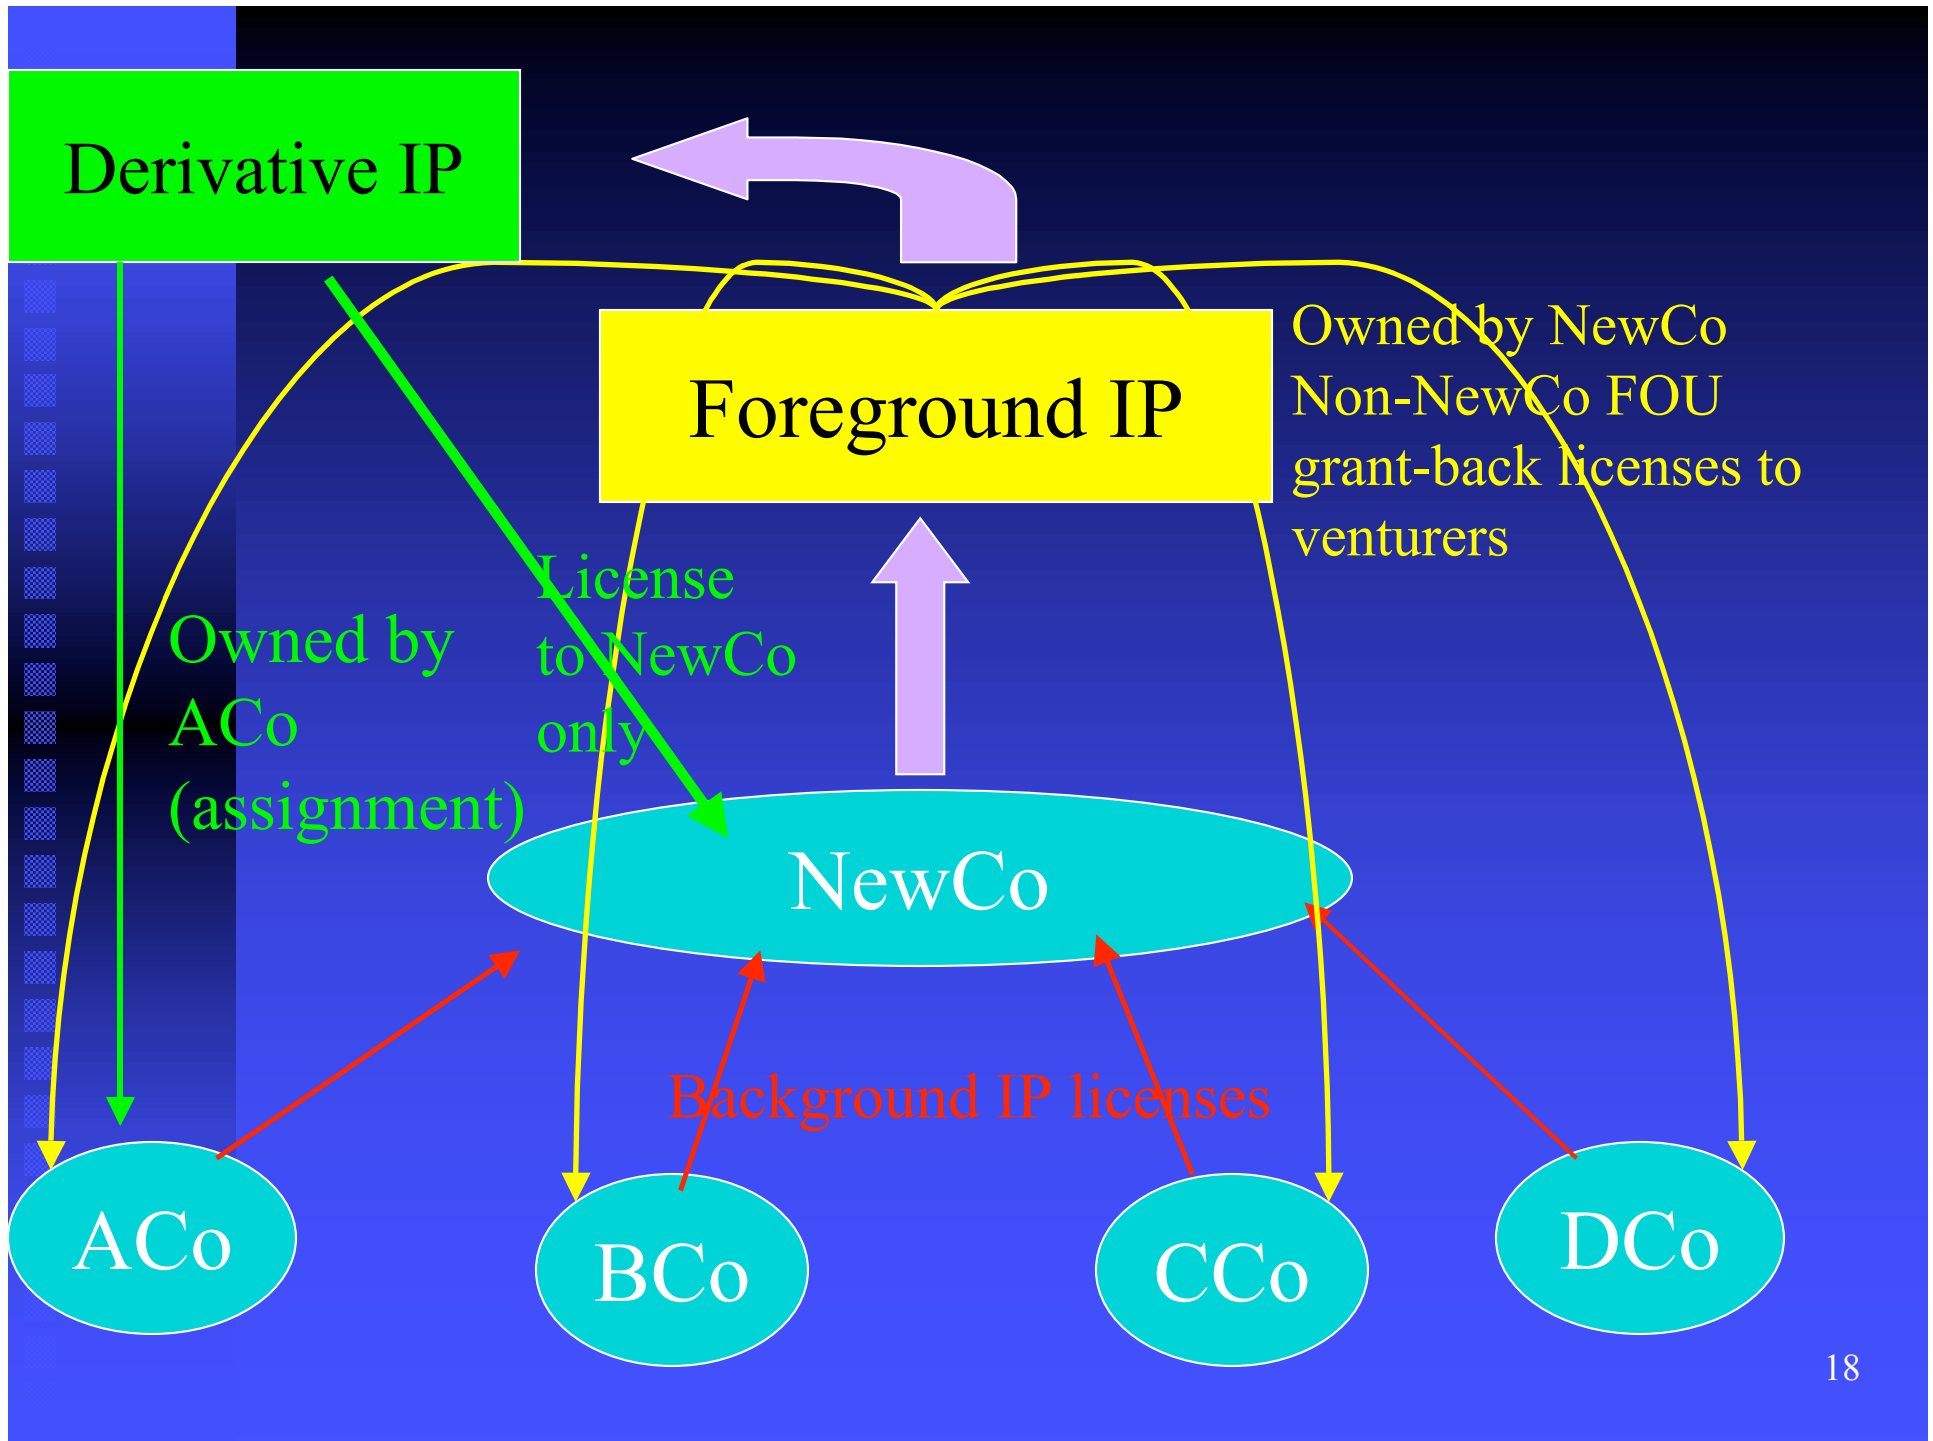 Derivative IP
Foreground IP
Owned by NewCo
Non-NewCo FOU
grant-back licenses to
venturers
License
to NewCo
only
Owned by
ACo
(assignment)
NewCo
Background IP licenses
ACo
BCo
CCo
DCo
18